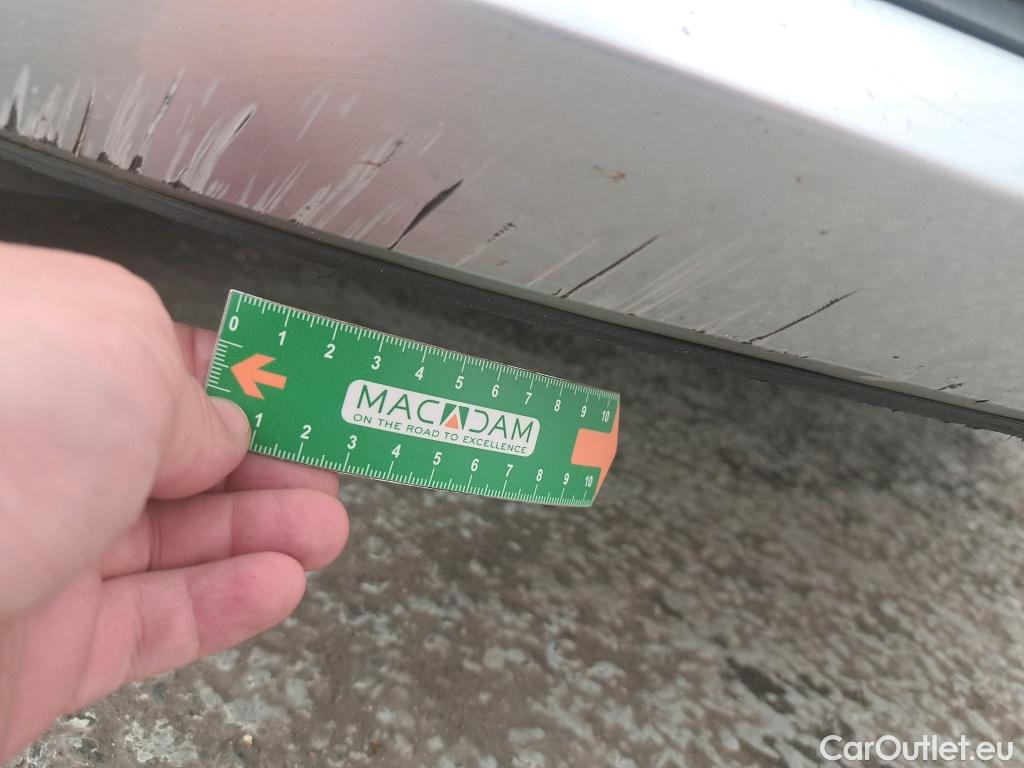 0 1 2 3 4 5 6 7 8 9 10
MACADAM
ON THE ROAD TO EXCELLENCE
1 2 3 4 5 6 7 8 9 10
CarOutlet.eu